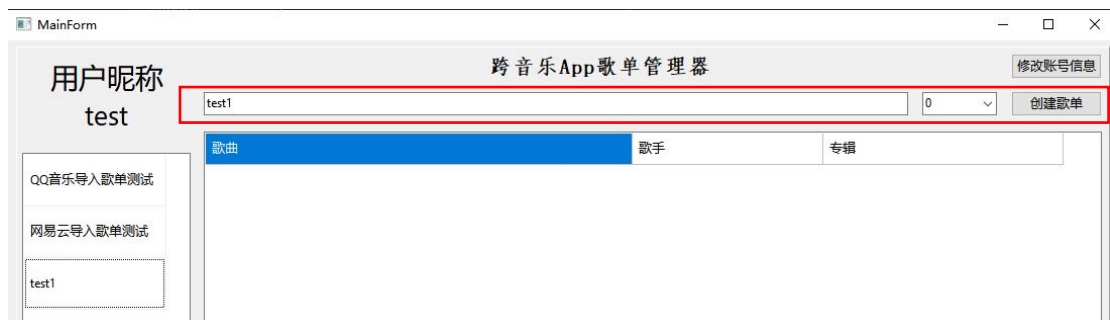 MainForm
跨音乐App歌单管理器
修改账号信息
用户昵称
test
test1
0
创建歌单
歌曲
歌手
专辑
QQ音乐导入歌单测试
网易云导入歌单测试
test1